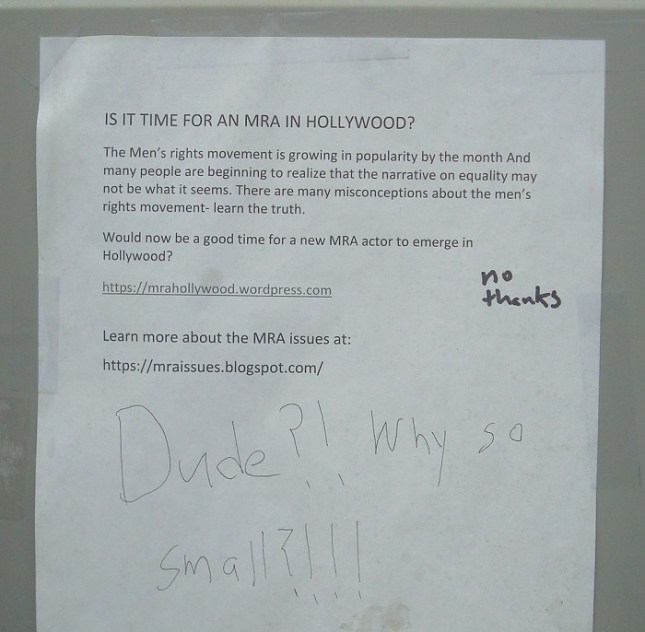 IS IT TIME FOR AN MRA IN HOLLYWOOD?
The Men's rights movement is growing in popularity by the month And
many people are beginning to realize that the narrative on equality may
not be what it seems. There are many misconceptions about the men's
rights movement- learn the truth.
Would now be a good time for a new MRA actor to emerge in
Hollywood?
https://mrahollywood.wordpress.com
no
thanks
Learn more about the MRA issues at:
https://mraissues.blogspot.com/
Dude?! Why so
small?!!!